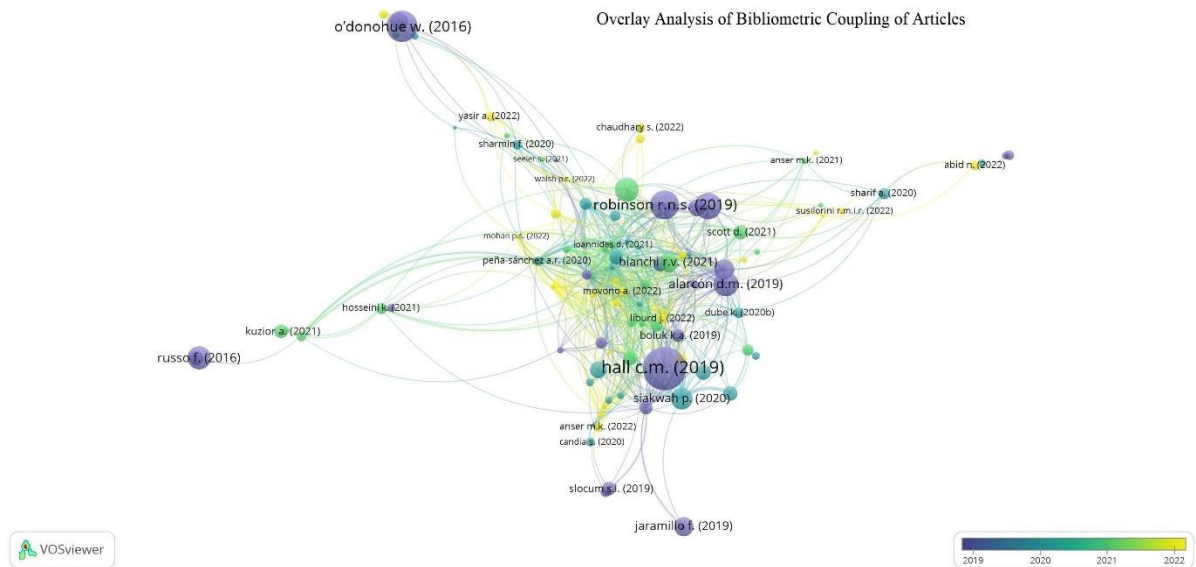 Overlay Analysis of Bibliometric Coupling of Articles
o'donohue w. (2016)
yasir a. (2022)
chaudhary s. (2022)
sharmin f. (2020)
seeler s. (2021)
anser m.k. (2021)
abid n. (2022)
walsh p.r. (2022)
sharif a. (2020)
robinson r.n.s. (2019)
susilorini r.m.i.r. (2022)
scott d. (2021)
mohan p.s. (2022)
ioannides d. (2021)
peña-sánchez a.r. (2020)
bianchi r.v. (2021)
alarcón d.m. (2019)
movono a. (2022)
hosseini k. (2021)
dube k. (2020b)
liburd j. (2022)
kuzior a. (2021)
boluk k.a. (2019)
russo f. (2016)
hall c.m. (2019)
siakwah p. (2020)
anser m.k. (2022)
candia s. (2020)
slocum s.l. (2019)
jaramillo f. (2019)
VOSviewer
2019 2020 2021 2022